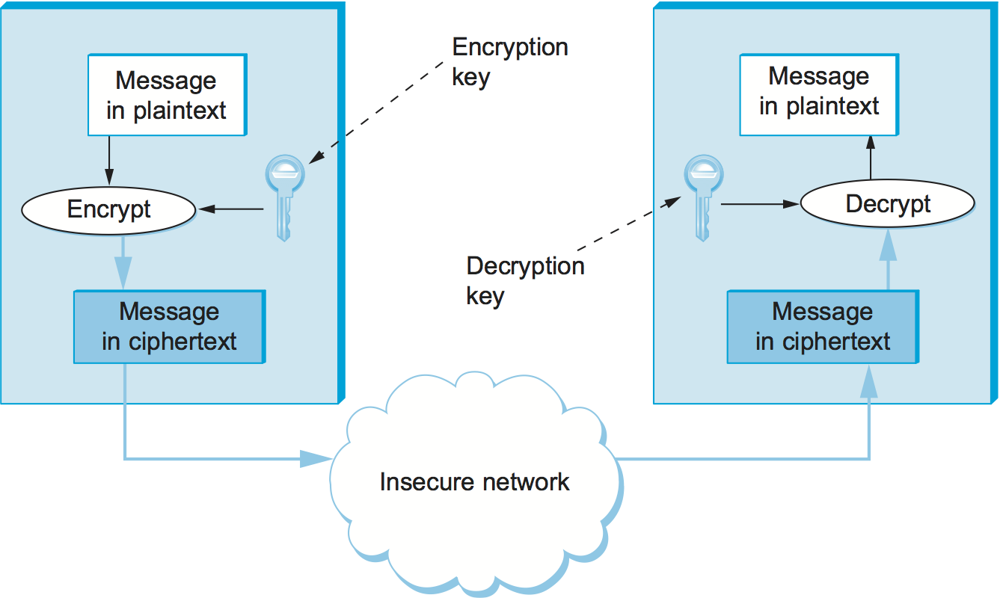 Message
in plaintext
Encrypt
Message
in ciphertext
Encryption
key
Decryption
key
Insecure network
Message
in plaintext
Decrypt
Message
in ciphertext